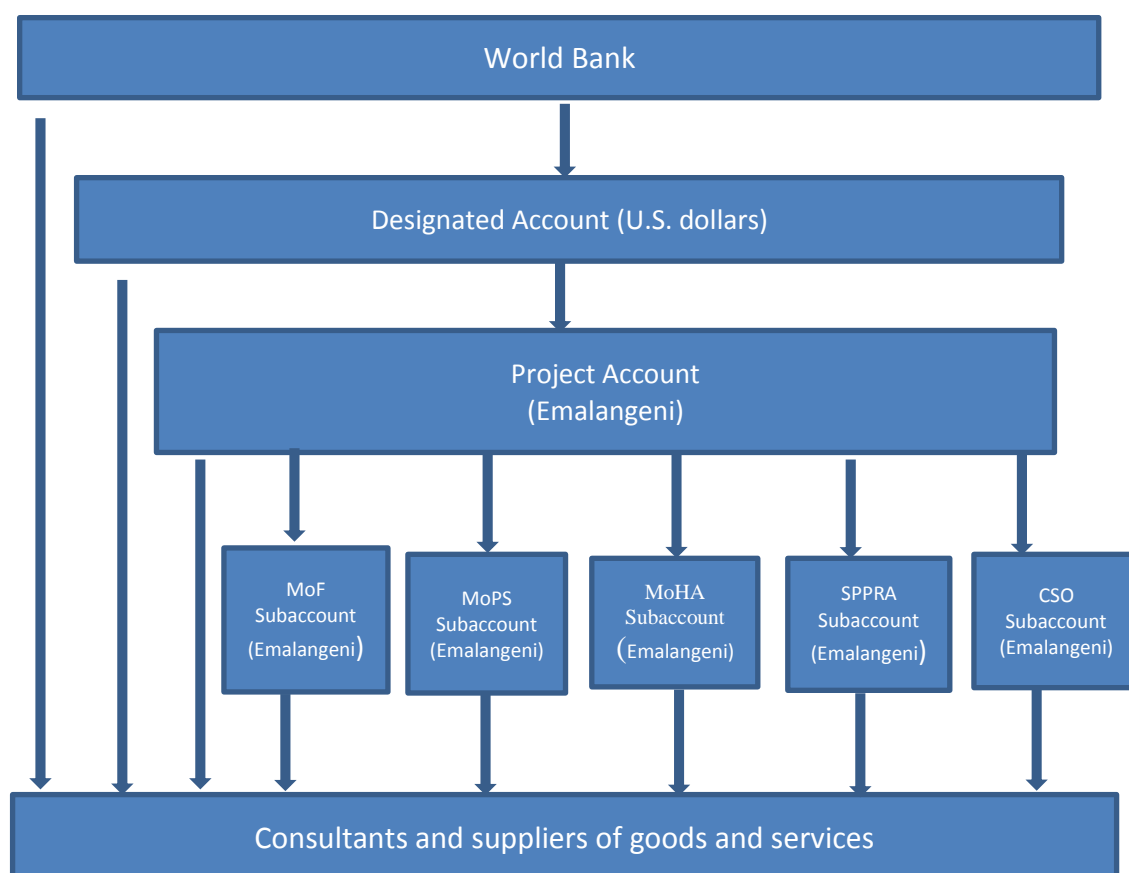 World Bank
Designated Account (U.S. dollars)
Project Account
(Emalangeni)
MoF
Subaccount
(Emalangeni)
MoPS
Subaccount
(Emalangeni)
MoHA
Subaccount
(Emalangeni)
SPPRA
Subaccount
(Emalangeni)
CSO
Subaccount
(Emalangeni)
Consultants and suppliers of goods and services